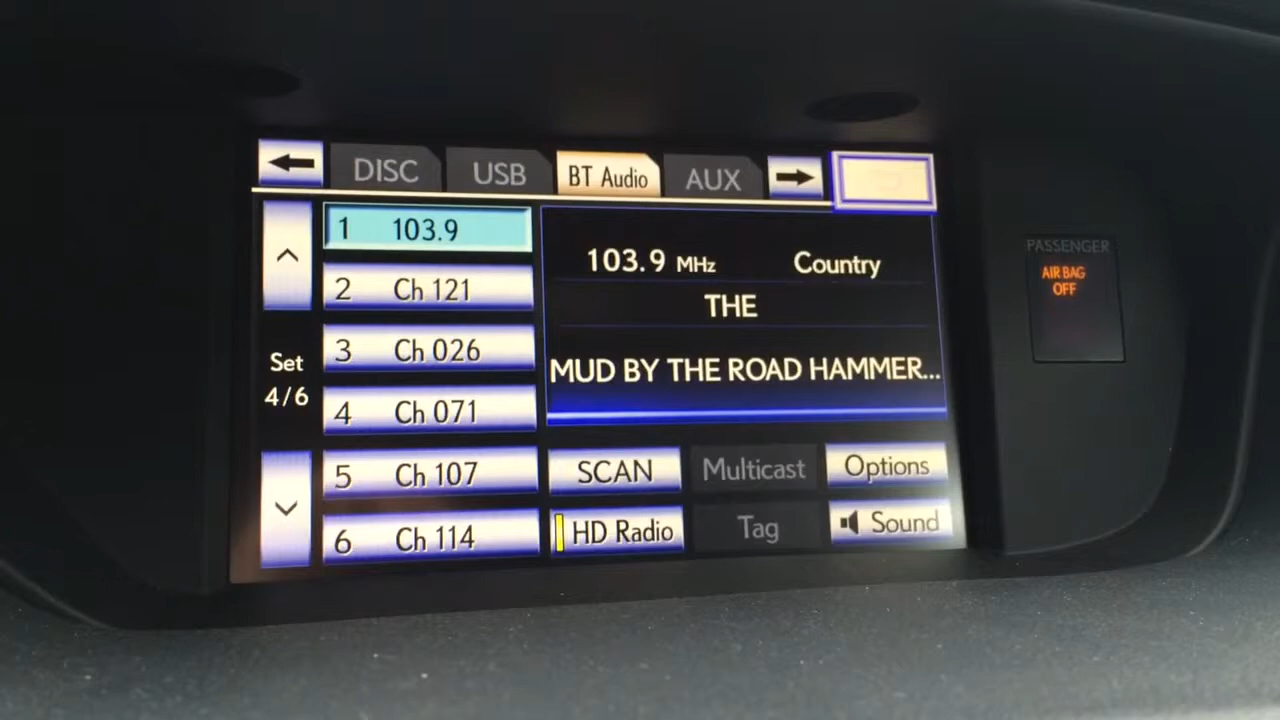 DISC USB BT Audio AUX
1 103.9
2 Ch 121
3 Ch 026
4 Ch 071
5 Ch 107
6 Ch 114
Set
4/6
103.9 MHz Country
THE
MUD BY THE ROAD HAMMER...
SCAN Multicast Options
HD Radio Tag Sound
PASSENGER
AIR BAG
OFF